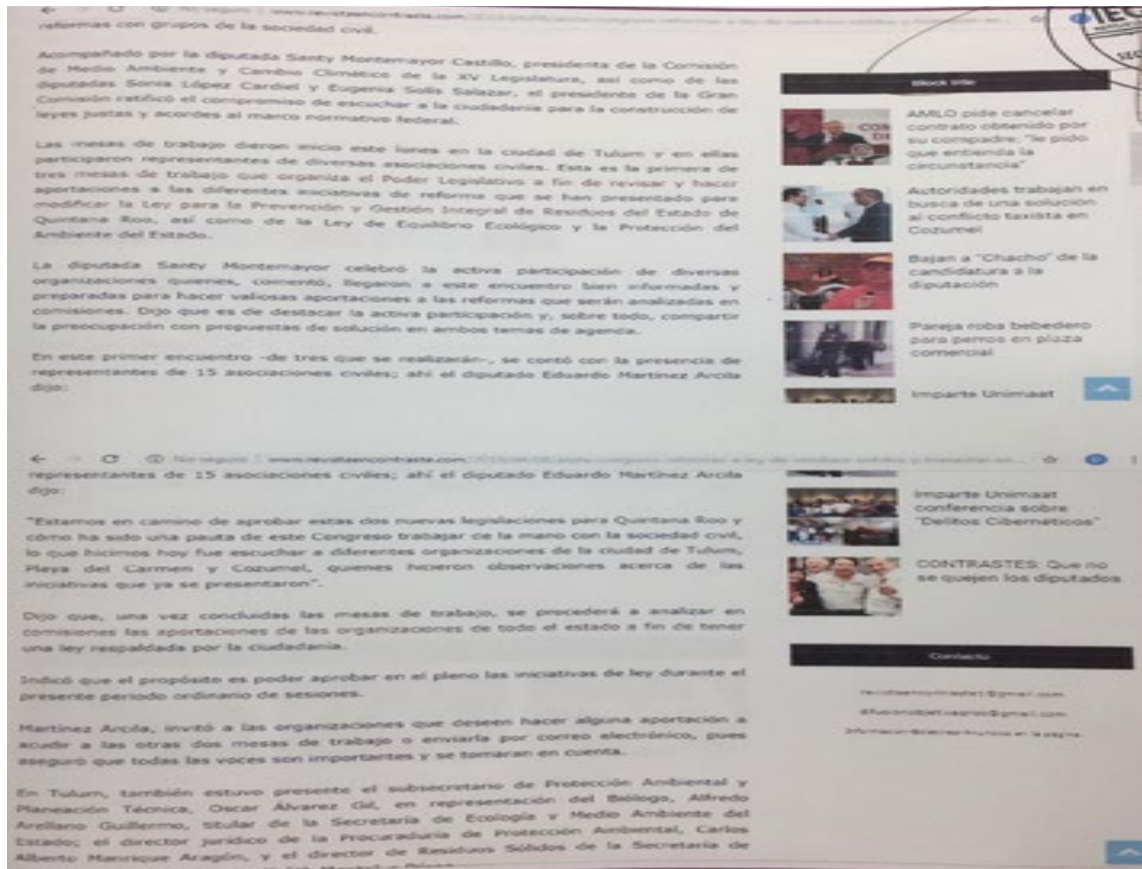 No seguro | www.revistaencontraste.com
reformas con grupos de la sociedad civil.
Acompañado por la diputada Santy Montemayor Castillo, presidenta de la Comisión
de Medio Ambiente y Cambio Climático de la XV Legislatura, así como de las
diputadas Sonia López Cardiel y Eugenia Solís Salazar, el presidente de la Gran
Comisión ratificó el compromiso de escuchar a la ciudadanía para la construcción de
leyes justas y acordes al marco normativo federal.
Las mesas de trabajo dieron inicio este lunes en la ciudad de Tulum y en ellas
participaron representantes de diversas asociaciones civiles. Esta es la primera de
tres mesas de trabajo que organiza el Poder Legislativo a fin de revisar y hacer
aportaciones a las diferentes iniciativas de reforma que se han presentado para
modificar la Ley para la Prevención y Gestión Integral de Residuos del Estado de
Quintana Roo, así como de la Ley de Equilibrio Ecológico y la Protección del
Ambiente del Estado.
La diputada Santy Montemayor celebró la activa participación de diversas
organizaciones quienes, comentó, llegaron a este encuentro bien informadas y
preparadas para hacer valiosas aportaciones a las reformas que serán analizadas en
comisiones. Dijo que es de destacar la activa participación y, sobre todo, compartir
la preocupación con propuestas de solución en ambos temas de agenda.
En este primer encuentro -de tres que se realizarán-, se contó con la presencia de
representantes de 15 asociaciones civiles; ahí el diputado Eduardo Martínez Arcila
dijo:
IEQ
SEC
Block title
AMLO pide cancelar
contrato obtenido por
su compadre; "le pido
que entienda la
circunstancia"
Autoridades trabajan en
busca de una solución
al conflicto taxista en
Cozumel
Bajan a "Chacho" de la
candidatura a la
diputación
Pareja roba bebedero
para perros en plaza
comercial
Imparte Unimaat
No seguro | www.revistaencontraste.com
representantes de 15 asociaciones civiles; ahí el diputado Eduardo Martínez Arcila
dijo:
"Estamos en camino de aprobar estas dos nuevas legislaciones para Quintana Roo y
cómo ha sido una pauta de este Congreso trabajar de la mano con la sociedad civil,
lo que hicimos hoy fue escuchar a diferentes organizaciones de la ciudad de Tulum,
Playa del Carmen y Cozumel, quienes hicieron observaciones acerca de las
iniciativas que ya se presentaron".
Dijo que, una vez concluidas las mesas de trabajo, se procederá a analizar en
comisiones las aportaciones de las organizaciones de todo el estado a fin de tener
una ley respaldada por la ciudadanía.
Indicó que el propósito es poder aprobar en el pleno las iniciativas de ley durante el
presente periodo ordinario de sesiones.
Martínez Arcila, invitó a las organizaciones que deseen hacer alguna aportación a
acudir a las otras dos mesas de trabajo o enviarla por correo electrónico, pues
aseguró que todas las voces son importantes y se tomaran en cuenta.
En Tulum, también estuvo presente el subsecretario de Protección Ambiental y
Planeación Técnica, Oscar Álvarez Gil, en representación del Biólogo, Alfredo
Arellano Guillermo, titular de la Secretaría de Ecología y Medio Ambiente del
Estado; el director jurídico de la Procuraduría de Protección Ambiental, Carlos
Alberto Manrique Aragón, y el director de Residuos Sólidos de la Secretaría de
Imparte Unimaat
conferencia sobre
"Delitos Cibernéticos"
CONTRASTES: Que no
se quejen los diputados
Contacto